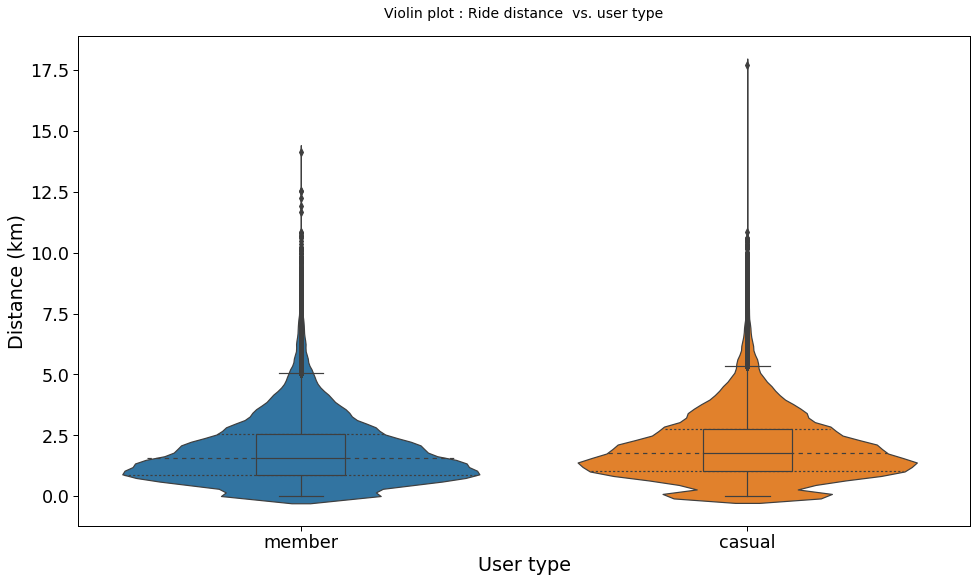 Violin plot : Ride distance  vs. user type
17.5
15.0
12.5
10.0
7.5
5.0
2.5
0.0
Distance (km)
member
casual
User type